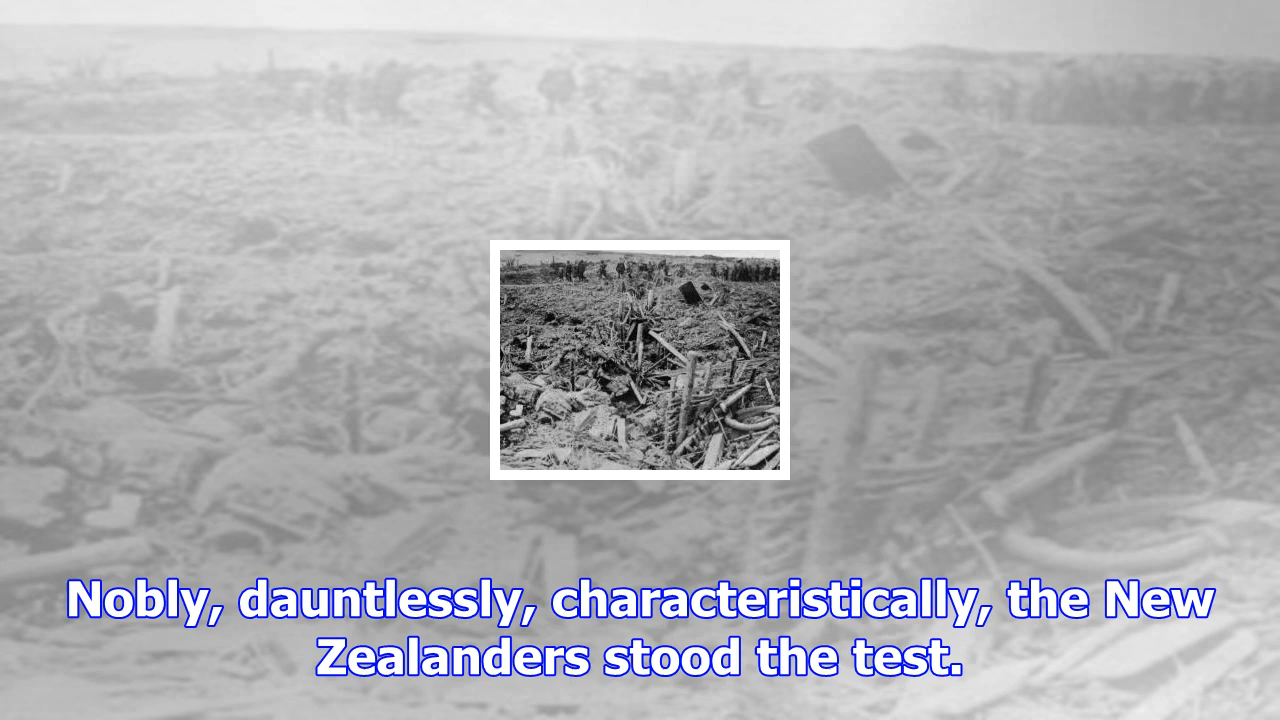 Nobly, dauntlessly, characteristically, the New
Zealanders stood the test.